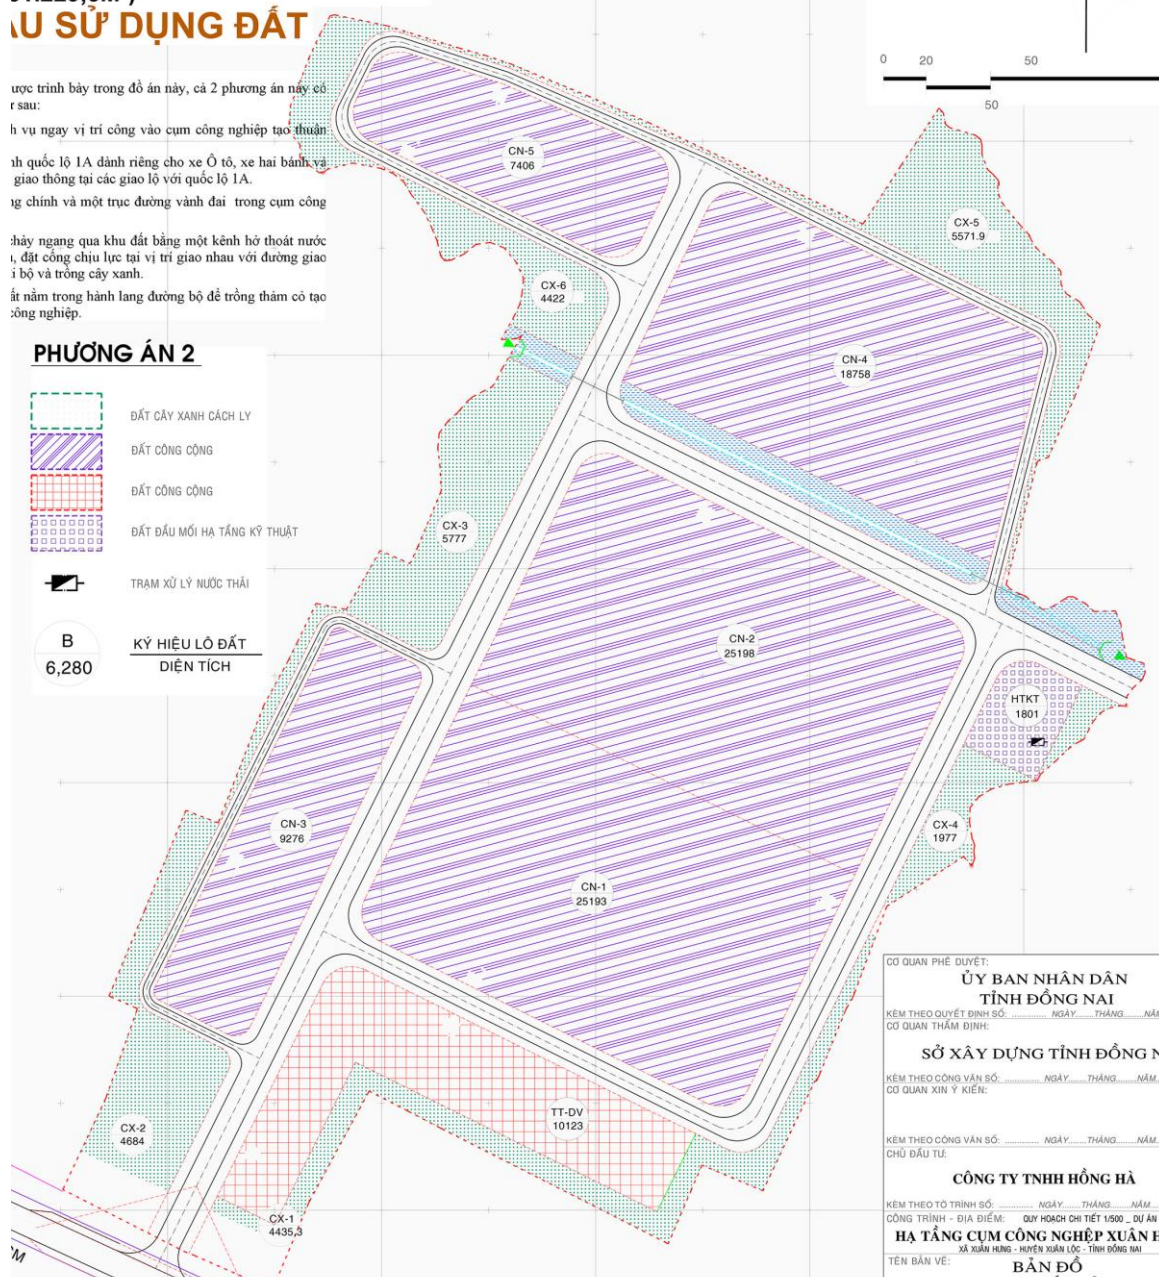 ẤU SỬ DỤNG ĐẤT
ược trình bày trong đồ án này, cả 2 phương án này có
sau:
vụ ngay vị trí công vào cụm công nghiệp tạo thuận
quốc lộ 1A dành riêng cho xe Ô tô, xe hai bánh và
giao thông tại các giao lộ với quốc lộ 1A.
chính và một trục đường vành đai trong cụm công
chảy ngang qua khu đất bằng một kênh hở thoát nước
đặt cống chịu lực tại vị trí giao nhau với đường giao
bộ và trồng cây xanh.
nằm trong hành lang đường bộ để trồng thảm cỏ tạo
công nghiệp.
0 20 50
50
PHƯƠNG ÁN 2
ĐẤT CÂY XANH CÁCH LY
ĐẤT CÔNG CỘNG
ĐẤT CÔNG CỘNG
ĐẤT ĐẦU MỐI HẠ TẦNG KỸ THUẬT
TRẠM XỬ LÝ NƯỚC THẢI
B
6,280
KÝ HIỆU LÔ ĐẤT
DIỆN TÍCH
CN-5
7406
CX-5
5571.9
CX-6
4422
CN-4
18758
CX-3
5777
CN-2
25198
HTKT
1801
CN-3
9276
CX-4
1977
CN-1
25193
TT-DV
10123
CX-2
4684
CX-1
4435,3
CM
CƠ QUAN PHÊ DUYỆT:
ỦY BAN NHÂN DÂN
TỈNH ĐỒNG NAI
KÈM THEO QUYẾT ĐỊNH SỐ: ............. NGÀY.......THÁNG........NĂM
CƠ QUAN THẨM ĐỊNH:
SỞ XÂY DỰNG TỈNH ĐỒNG N
KÈM THEO CÔNG VĂN SỐ: ............. NGÀY.......THÁNG........NĂM
CƠ QUAN XIN Ý KIẾN:
KÈM THEO CÔNG VĂN SỐ: ............. NGÀY.......THÁNG........NĂM
CHỦ ĐẦU TƯ:
CÔNG TY TNHH HỒNG HÀ
KÈM THEO TỜ TRÌNH SỐ: ............. NGÀY.......THÁNG........NĂM
CÔNG TRÌNH - ĐỊA ĐIỂM: QUY HOẠCH CHI TIẾT 1/500 _ DỰ ÁN
HẠ TẦNG CỤM CÔNG NGHIỆP XUÂN H
XÃ XUÂN HƯNG - HUYỆN XUÂN LỘC - TỈNH ĐỒNG NAI
TÊN BẢN VẼ:
BẢN ĐỒ